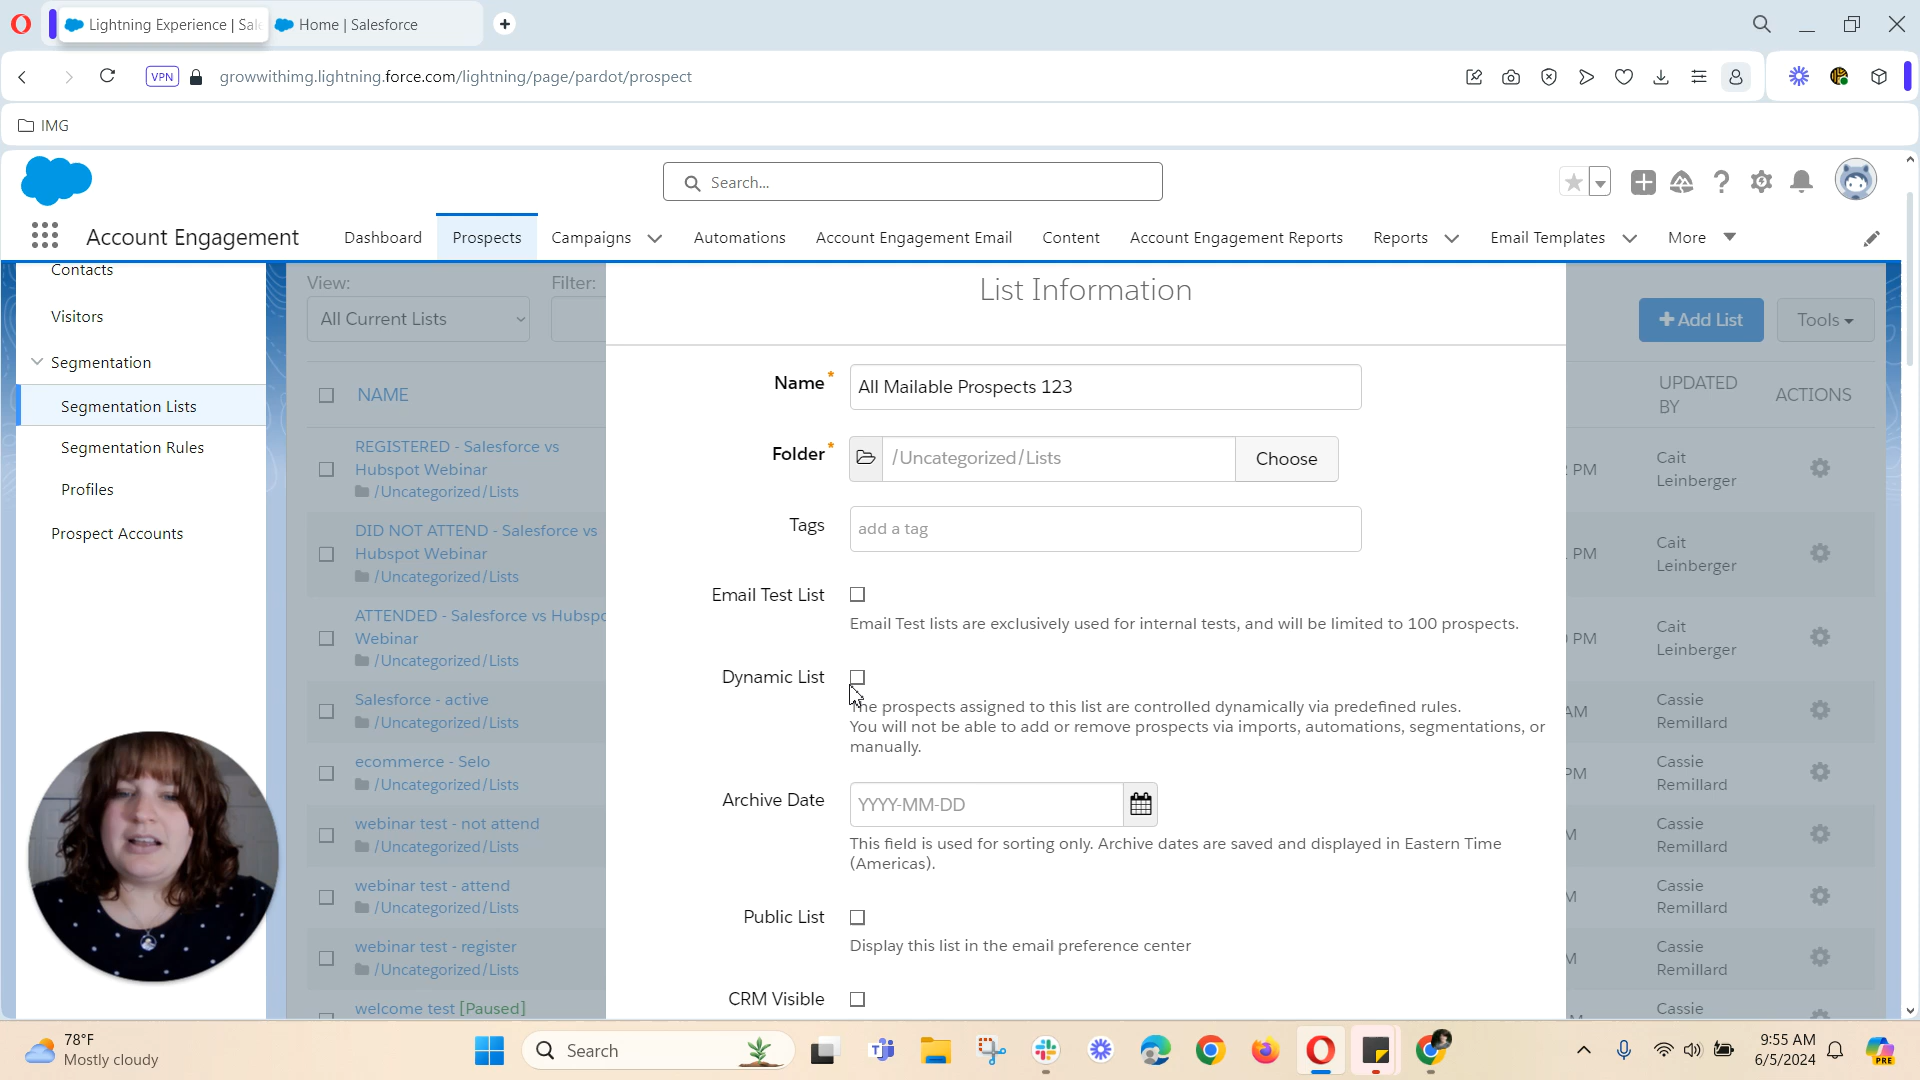 Lightning Experience | Sal
Home | Salesforce
VPN
growwithimg.lightning.force.com/lightning/page/pardot/prospect
IMG
Search...
Account Engagement
Dashboard
Prospects
Campaigns
Automations
Account Engagement Email
Content
Account Engagement Reports
Reports
Email Templates
More
Contacts
Visitors
Segmentation
Segmentation Lists
Segmentation Rules
Profiles
Prospect Accounts
View:
All Current Lists
Filter:
+ Add List
Tools
NAME
UPDATED
BY
ACTIONS
REGISTERED - Salesforce vs
Hubspot Webinar
/Uncategorized/Lists
PM
Cait
Leinberger
DID NOT ATTEND - Salesforce vs
Hubspot Webinar
/Uncategorized/Lists
PM
Cait
Leinberger
ATTENDED - Salesforce vs Hubspo
Webinar
/Uncategorized/Lists
PM
Cait
Leinberger
Salesforce - active
/Uncategorized/Lists
AM
Cassie
Remillard
ecommerce - Selo
/Uncategorized/Lists
PM
Cassie
Remillard
webinar test - not attend
/Uncategorized/Lists
M
Cassie
Remillard
webinar test - attend
/Uncategorized/Lists
M
Cassie
Remillard
webinar test - register
/Uncategorized/Lists
M
Cassie
Remillard
welcome test [Paused]
Cassie
List Information
Name*
All Mailable Prospects 123
Folder*
/Uncategorized/Lists
Choose
Tags
add a tag
Email Test List
Email Test lists are exclusively used for internal tests, and will be limited to 100 prospects.
Dynamic List
The prospects assigned to this list are controlled dynamically via predefined rules.
You will not be able to add or remove prospects via imports, automations, segmentations, or
manually.
Archive Date
YYYY-MM-DD
This field is used for sorting only. Archive dates are saved and displayed in Eastern Time
(Americas).
Public List
Display this list in the email preference center
CRM Visible
78°F
Mostly cloudy
Search
9:55 AM
6/5/2024
PRE